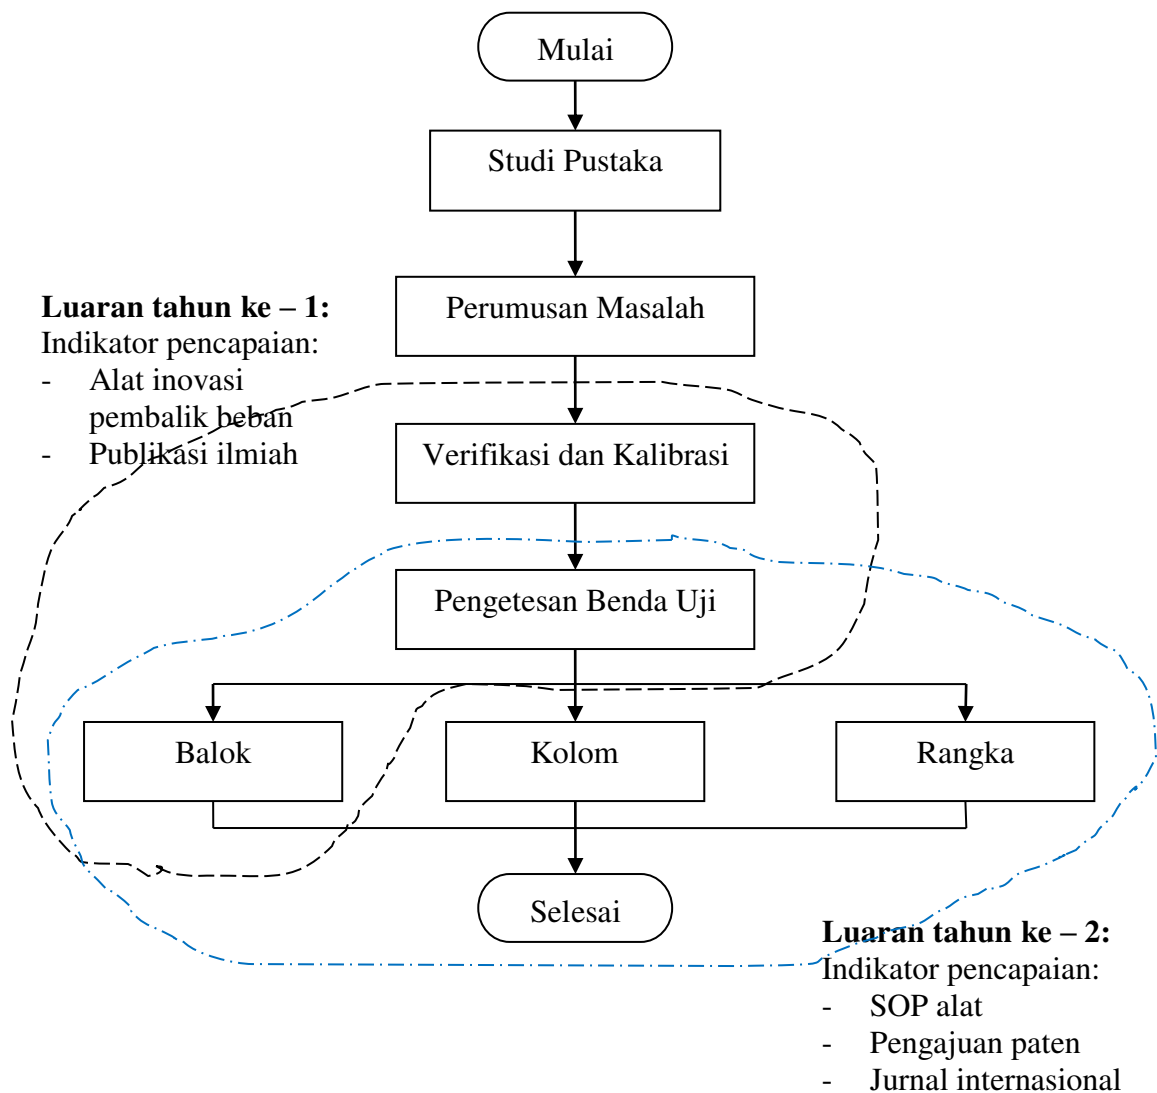 Mulai
Studi Pustaka
Perumusan Masalah
Luaran tahun ke – 1:
Indikator pencapaian:
- Alat inovasi
pembalik beban
- Publikasi ilmiah
Verifikasi dan Kalibrasi
Pengetesan Benda Uji
Balok
Kolom
Rangka
Selesai
Luaran tahun ke – 2:
Indikator pencapaian:
- SOP alat
- Pengajuan paten
- Jurnal internasional